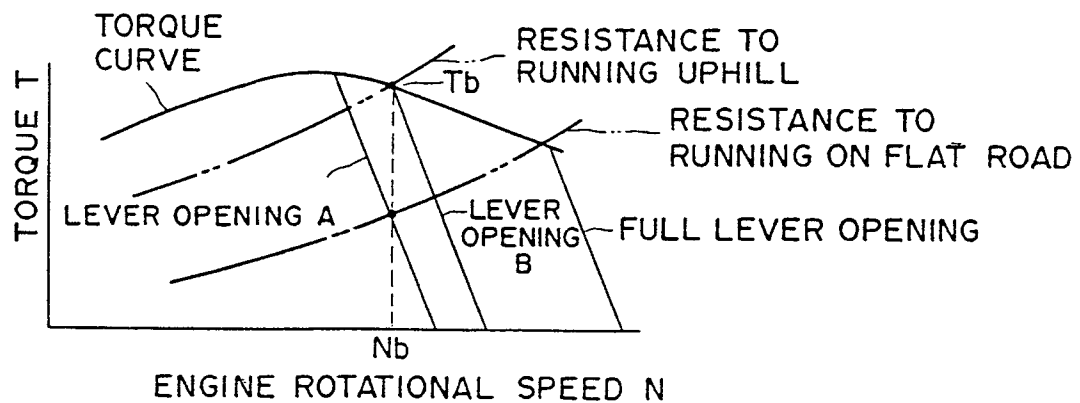 TORQUE
CURVE
RESISTANCE TO
RUNNING UPHILL
Tb
RESISTANCE TO
RUNNING ON FLAT ROAD
TORQUE T
LEVER OPENING A
LEVER
OPENING
B
FULL LEVER OPENING
Nb
ENGINE ROTATIONAL SPEED N